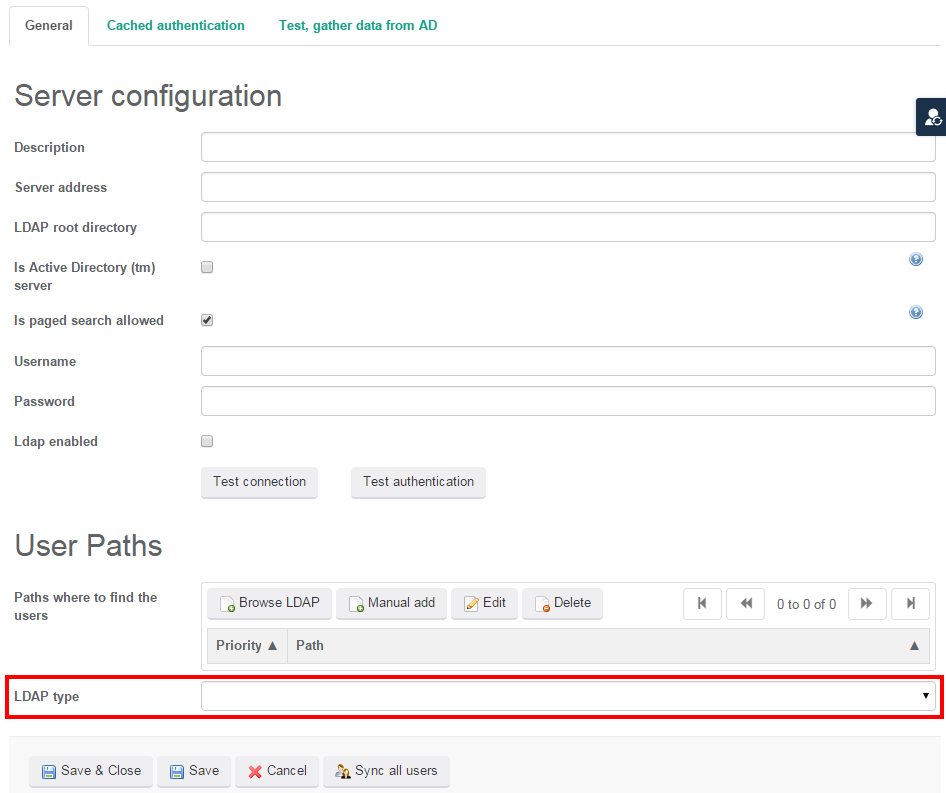 General Cached authentication Test, gather data from AD
Server configuration
Description
Server address
LDAP root directory
Is Active Directory (tm)
server
?
Is paged search allowed
?
Username
Password
Ldap enabled
Test connection Test authentication
User Paths
Paths where to find the
users
Browse LDAP Manual add Edit Delete 0 to 0 of 0
Priority ▲ Path ▲
LDAP type
Save & Close Save Cancel Sync all users